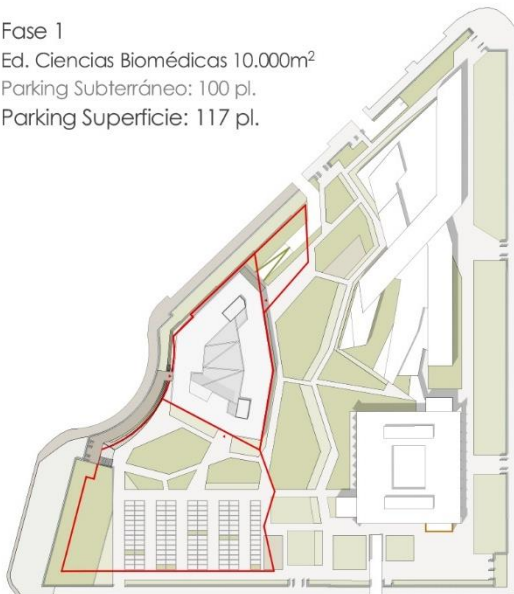 Fase 1
Ed. Ciencias Biomédicas 10.000m²
Parking Subterráneo: 100 pl.
Parking Superficie: 117 pl.